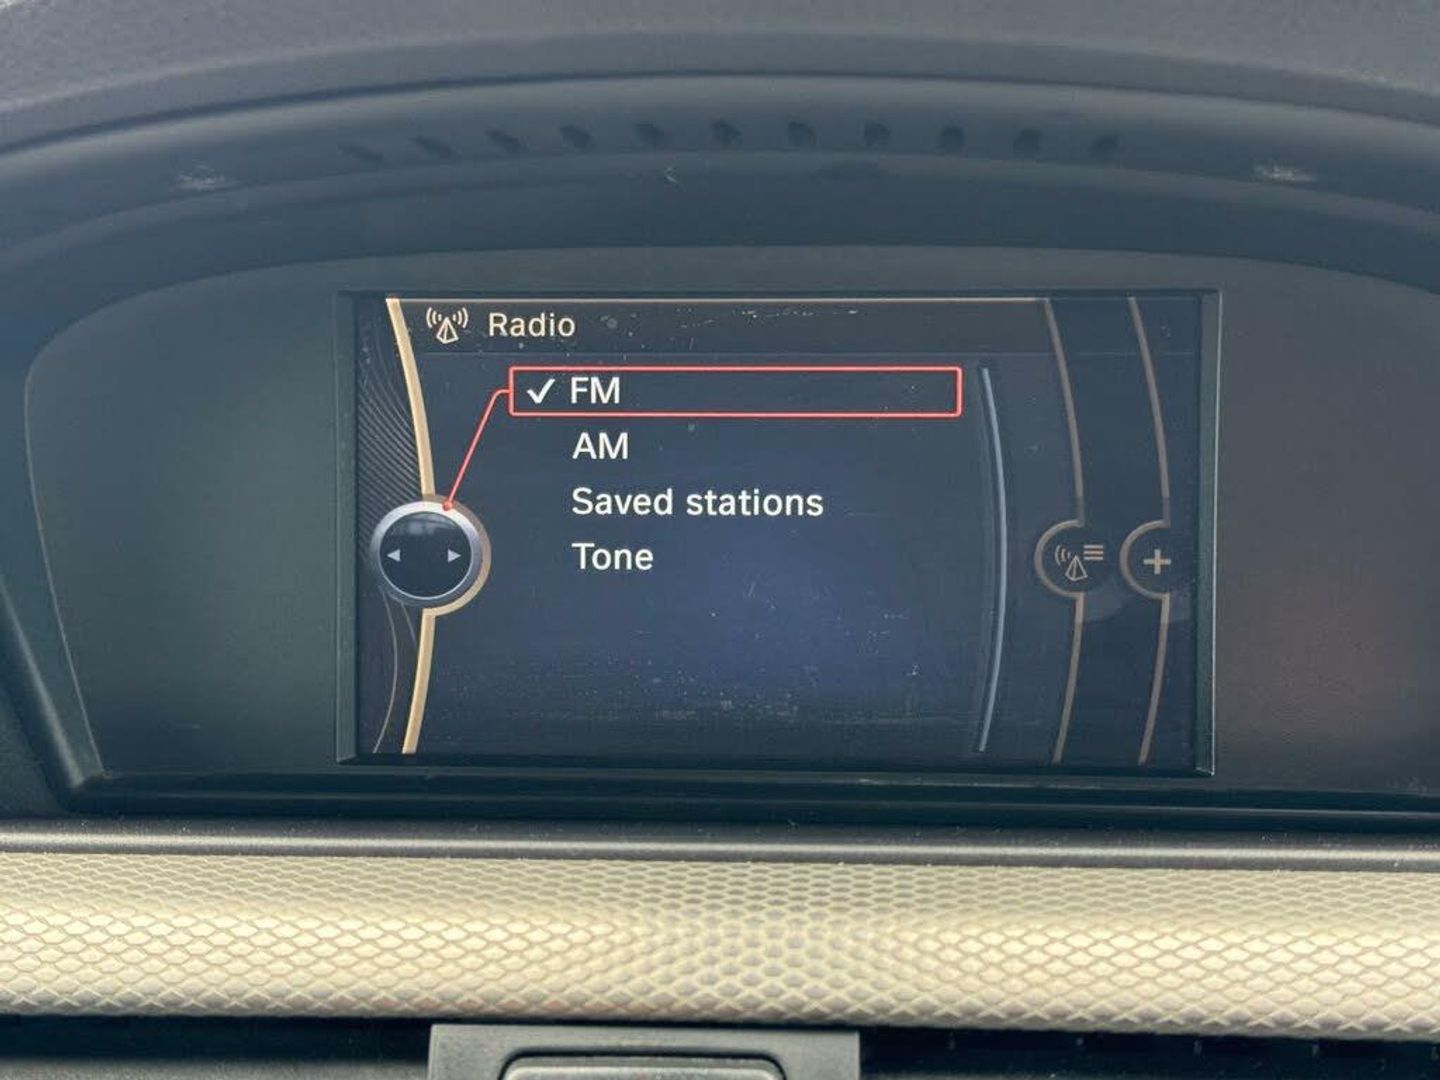 Radio
✓ FM
AM
Saved stations
Tone